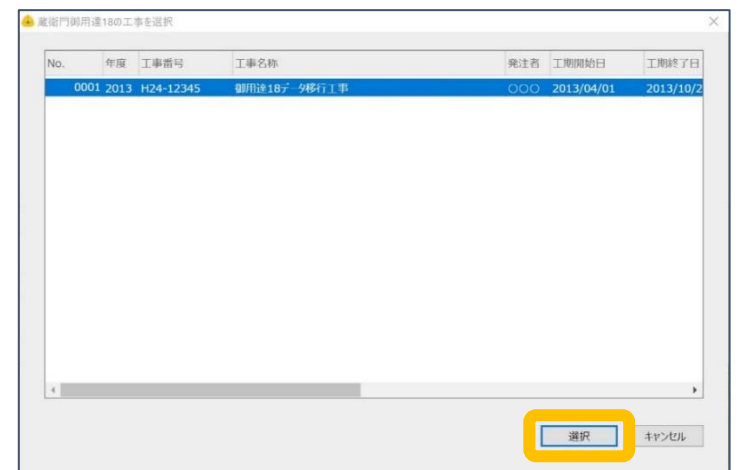 蔵衛門御用達18の工事を選択
No. 年度 工事番号 工事名称 発注者 工期開始日 工期終了日
0001 2013 H24-12345 御用達18データ移行工事 ○○○ 2013/04/01 2013/10/2
選択 キャンセル